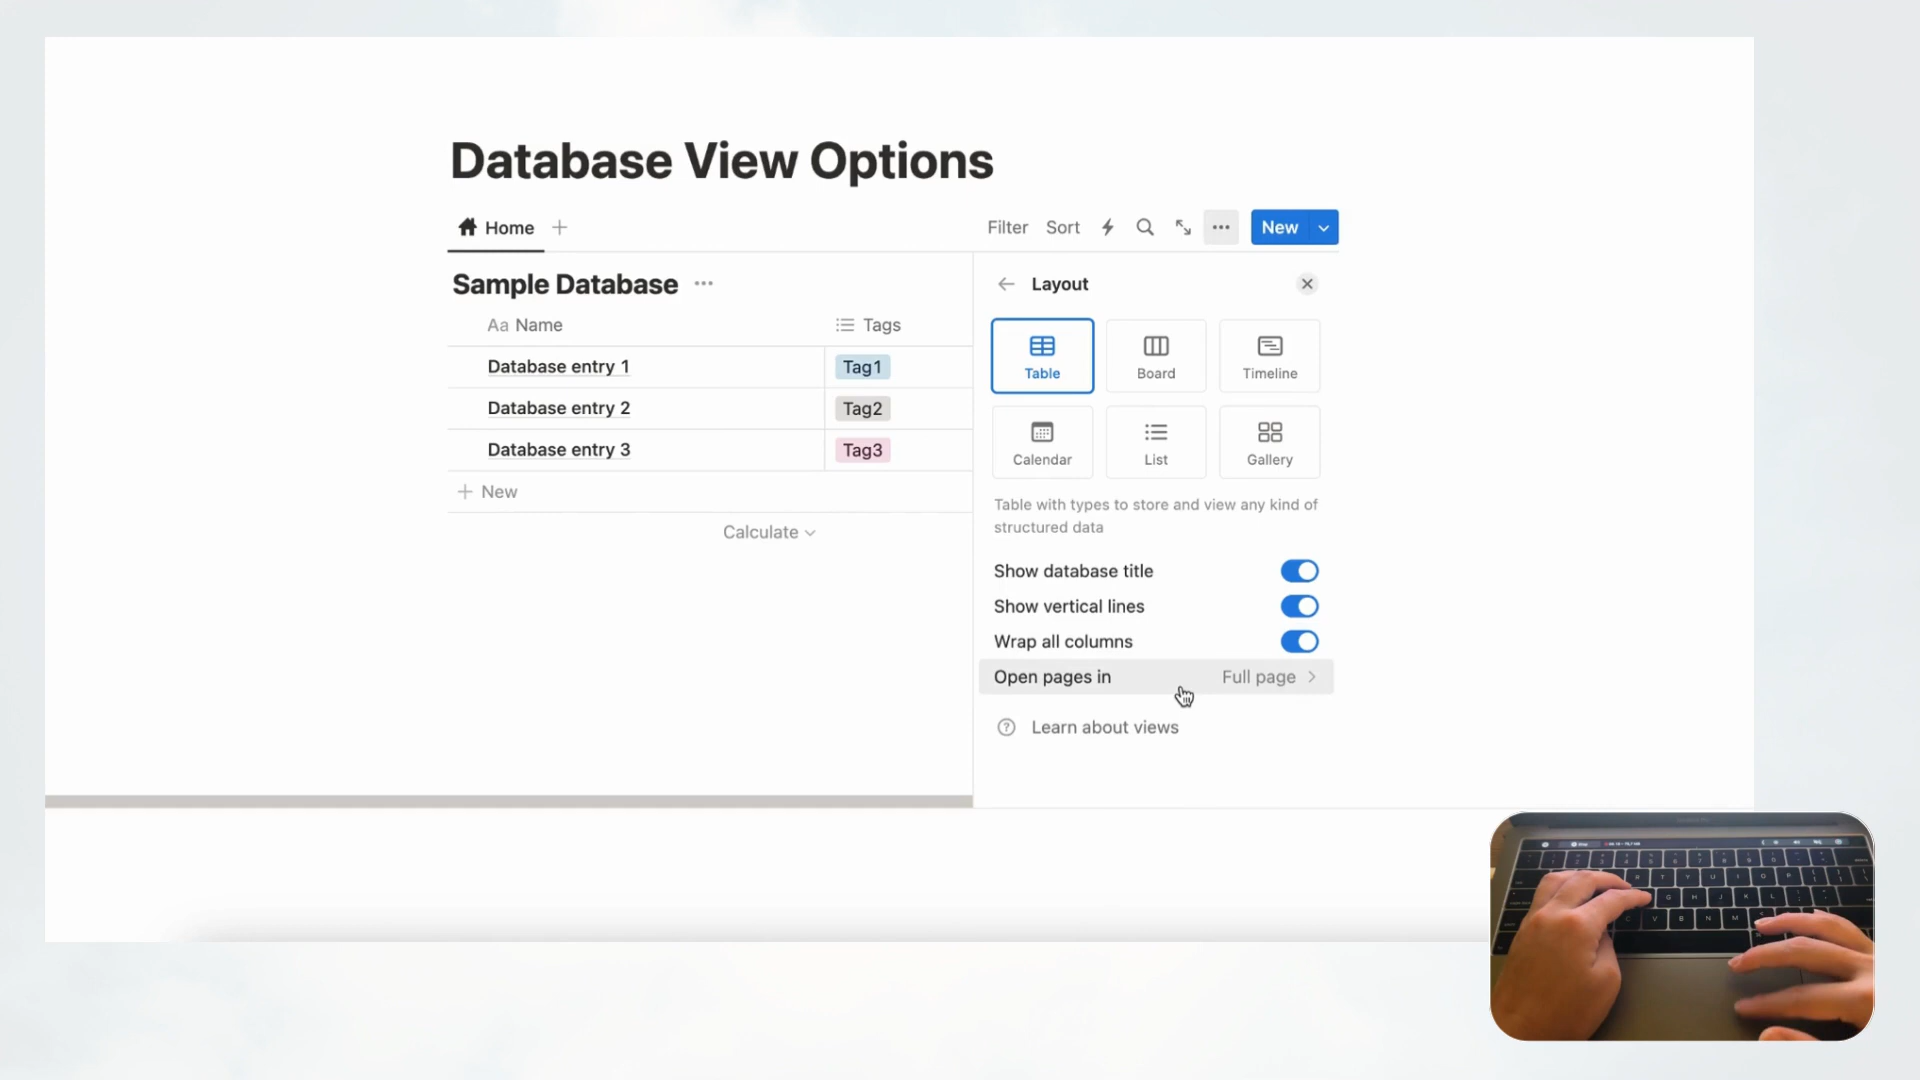 Database View Options
Home
Filter Sort
New
Sample Database
Layout
Aa Name
Tags
Table
Board
Timeline
Database entry 1
Tag1
Database entry 2
Tag2
Database entry 3
Tag3
Calendar
List
Gallery
New
Table with types to store and view any kind of
structured data
Calculate
Show database title
Show vertical lines
Wrap all columns
Open pages in
Full page
Learn about views